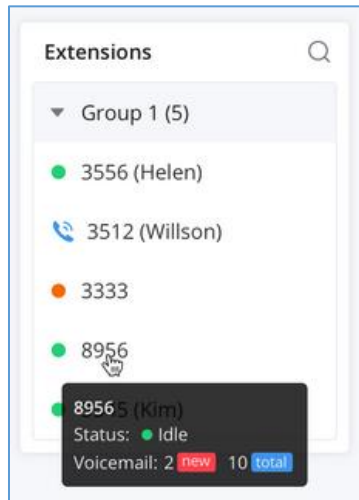 Extensions
Group 1 (5)
3556 (Helen)
3512 (Willson)
3333
8956
8956
Status: Idle
Voicemail: 2 new 10 total
(Kim)